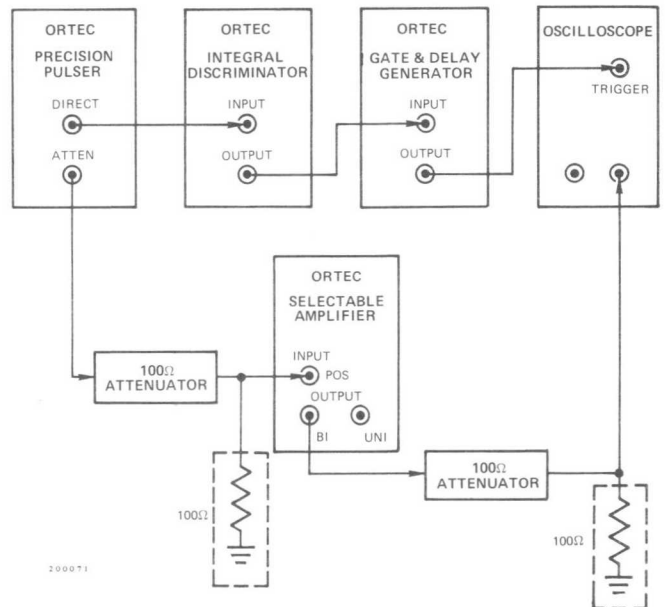 ORTEC
PRECISION
PULSER
DIRECT
ATTEN
ORTEC
INTEGRAL
DISCRIMINATOR
INPUT
OUTPUT
ORTEC
GATE & DELAY
GENERATOR
INPUT
OUTPUT
OSCILLOSCOPE
TRIGGER
ORTEC
SELECTABLE
AMPLIFIER
INPUT
POS
OUTPUT
BI
UNI
100Ω
ATTENUATOR
100Ω
ATTENUATOR
100Ω
100Ω
200071